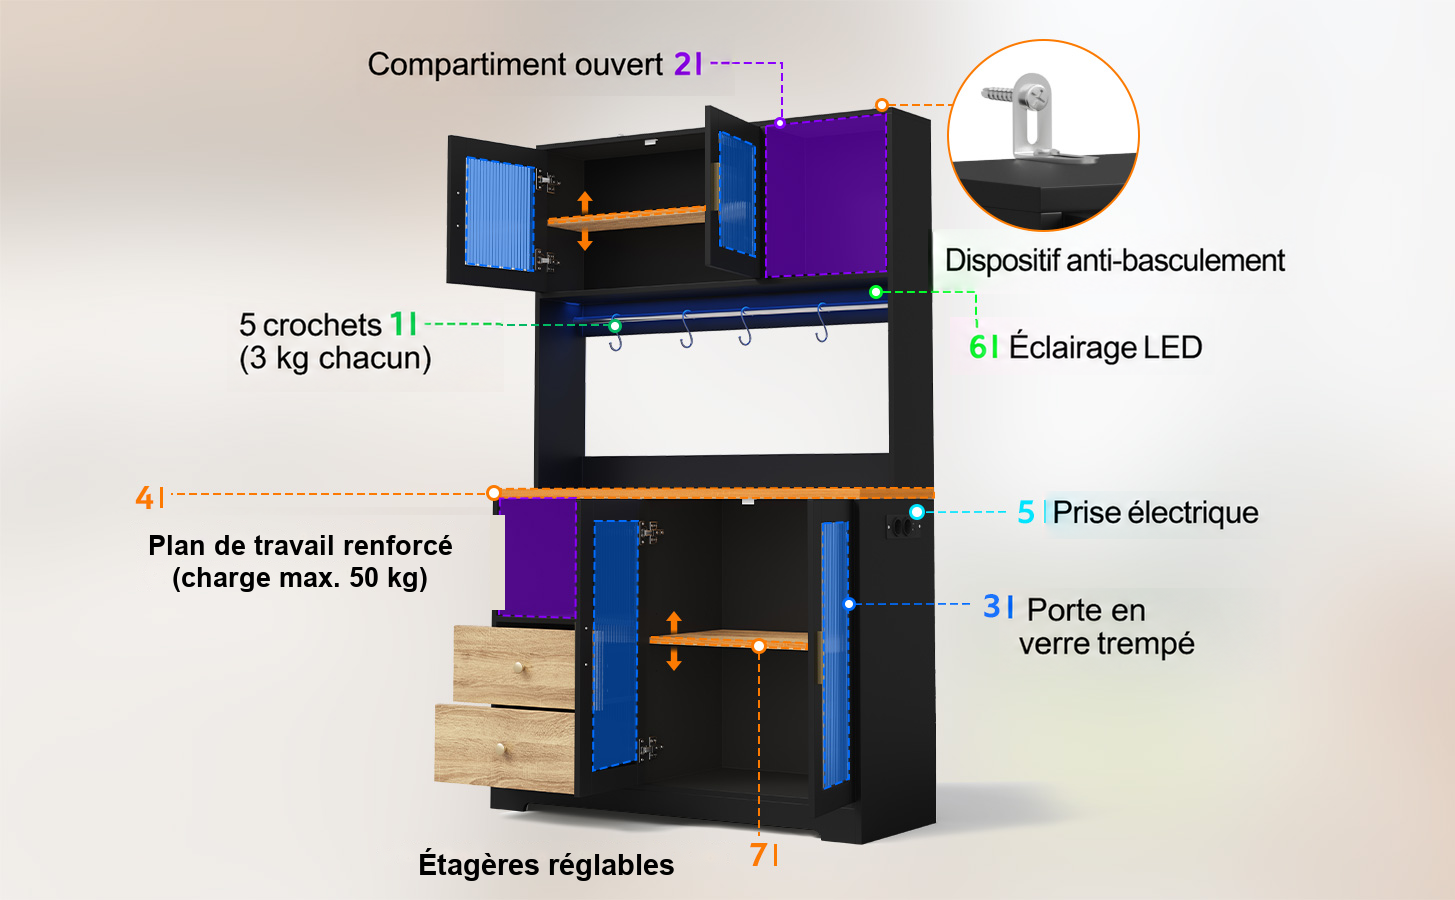 Compartiment ouvert 2
Dispositif anti-basculement
5 crochets 1
(3 kg chacun)
6 Éclairage LED
4
Plan de travail renforcé
(charge max. 50 kg)
5 Prise électrique
3 Porte en
verre trempé
Étagères réglables
7